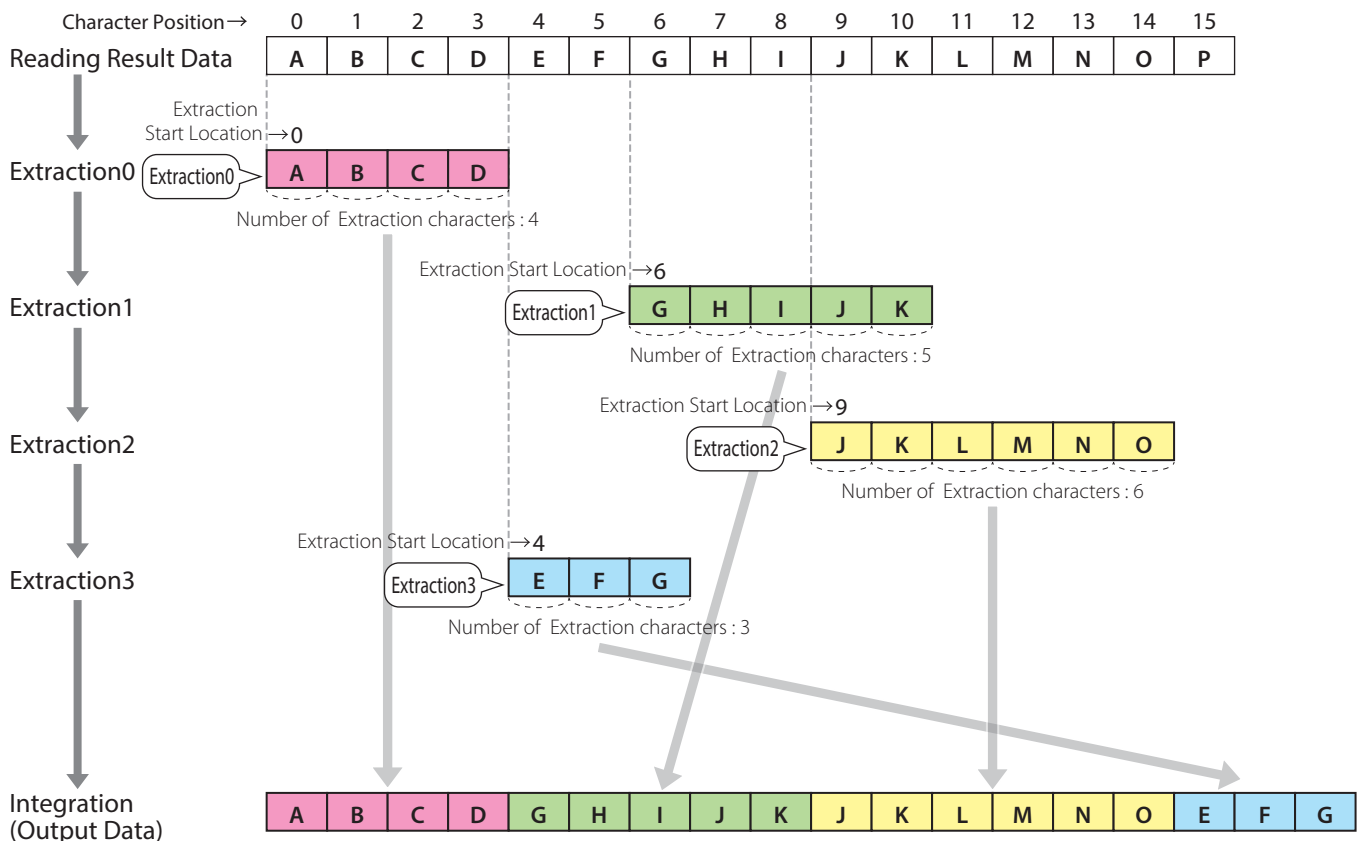 Character Position→ 0 1 2 3 4 5 6 7 8 9 10 11 12 13 14 15
Reading Result Data A B C D E F G H I J K L M N O P
Extraction
Start Location →0
Extraction0 Extraction0 A B C D
Number of Extraction characters : 4
Extraction Start Location →6
Extraction1 Extraction1 G H I J K
Number of Extraction characters : 5
Extraction Start Location →9
Extraction2 Extraction2 J K L M N O
Number of Extraction characters : 6
Extraction Start Location →4
Extraction3 Extraction3 E F G
Number of Extraction characters : 3
Integration
(Output Data) A B C D G H I J K J K L M N O E F G